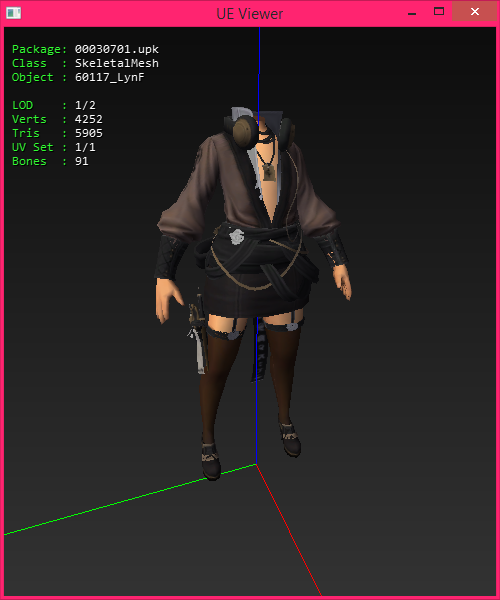 UE Viewer
Package: 00030701.upk
Class  : SkeletalMesh
Object : 60117_LynF
LOD    : 1/2
Verts  : 4252
Tris   : 5905
UV Set : 1/1
Bones  : 91